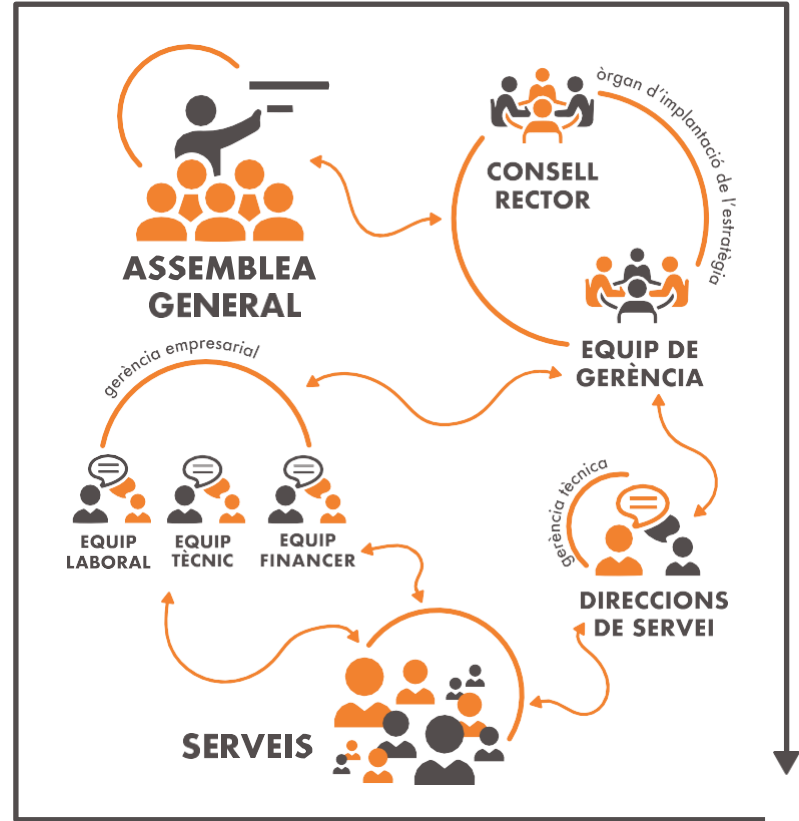 òrgan d'implantació de l'estratègia
CONSELL
RECTOR
ASSEMBLEA
GENERAL
EQUIP DE
GERÈNCIA
gerència empresarial
gerència tècnica
EQUIP
LABORAL
EQUIP
TÈCNIC
EQUIP
FINANCER
DIRECCIONS
DE SERVEI
SERVEIS